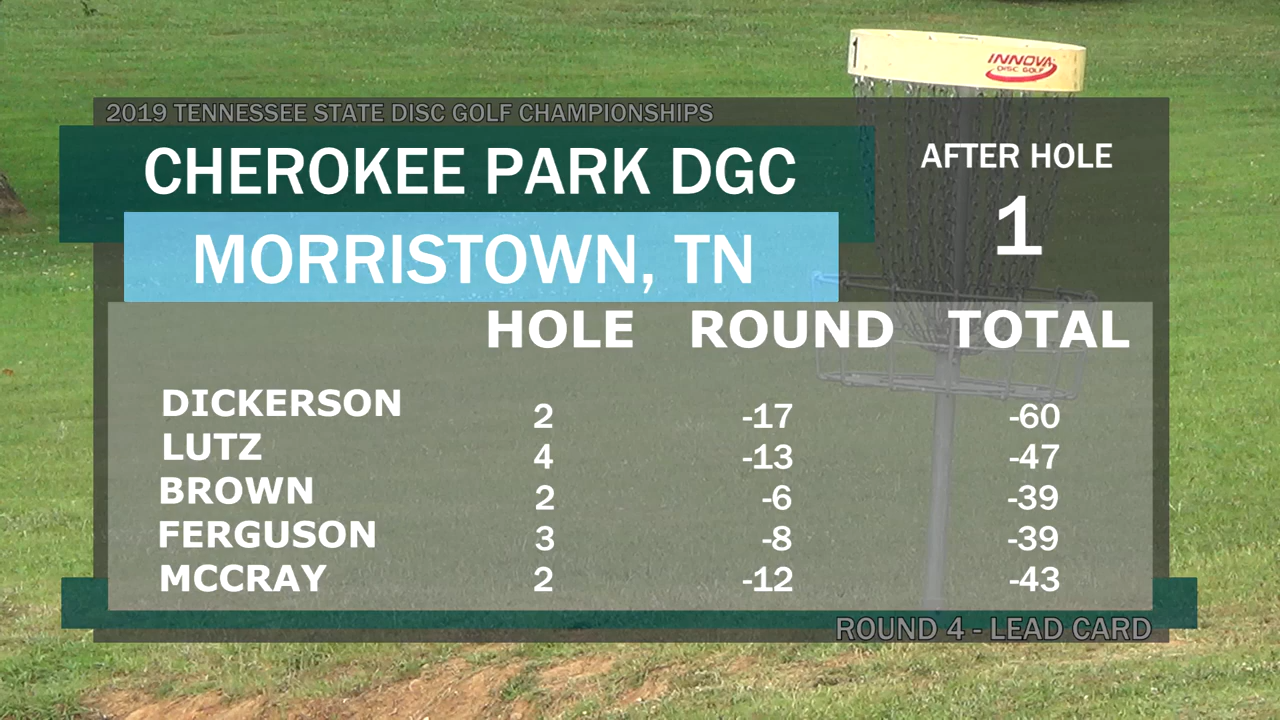 1
INNOVA
DISC GOLF
2019 TENNESSEE STATE DISC GOLF CHAMPIONSHIPS
CHEROKEE PARK DGC
MORRISTOWN, TN
AFTER HOLE
1
HOLE ROUND TOTAL
DICKERSON 2 -17 -60
LUTZ 4 -13 -47
BROWN 2 -6 -39
FERGUSON 3 -8 -39
MCCRAY 2 -12 -43
ROUND 4 - LEAD CARD